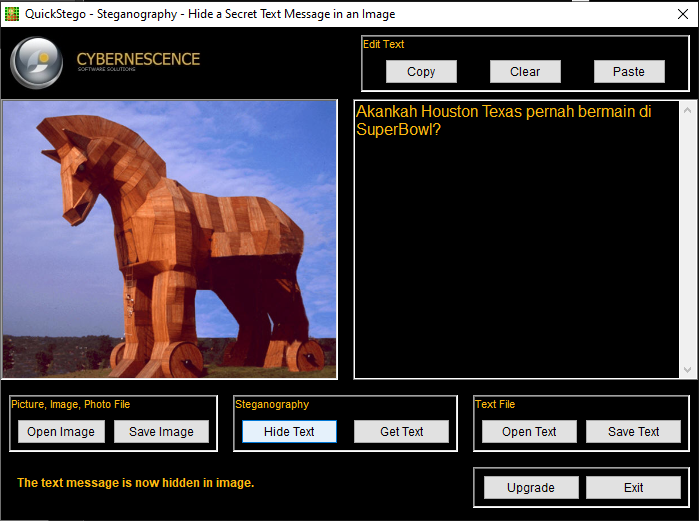 QuickStego - Steganography - Hide a Secret Text Message in an Image
CYBERNESCENCE
SOFTWARE SOLUTIONS
Edit Text
Copy
Clear
Paste
Akankah Houston Texas pernah bermain di
SuperBowl?
Picture, Image, Photo File
Open Image
Save Image
Steganography
Hide Text
Get Text
Text File
Open Text
Save Text
The text message is now hidden in image.
Upgrade
Exit